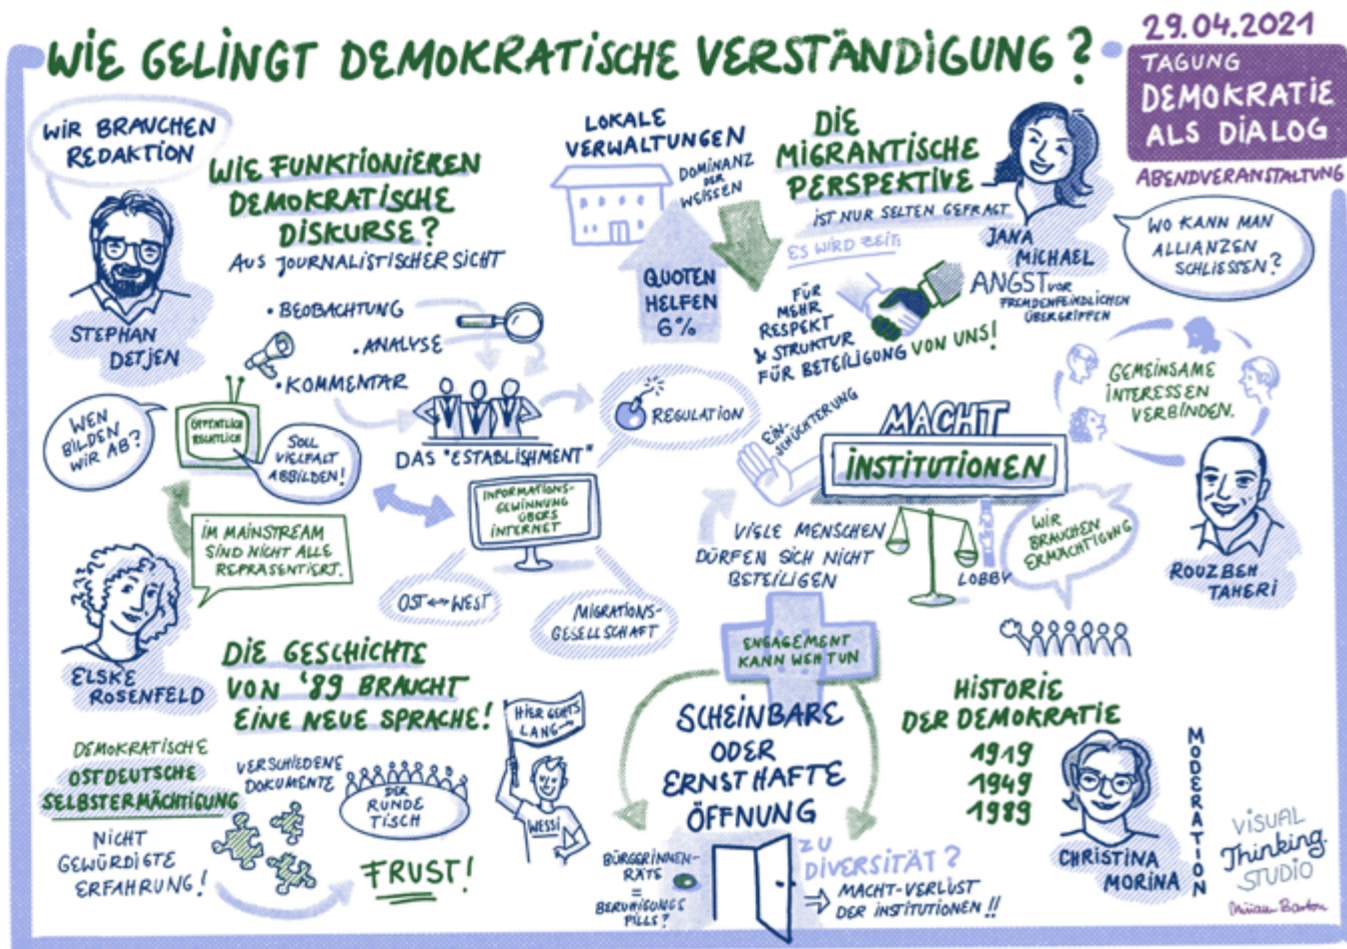 WIE GELINGT DEMOKRATISCHE VERSTÄNDIGUNG?
29.04.2021
TAGUNG
DEMOKRATIE
ALS DIALOG
ABENDVERANSTALTUNG
WIR BRAUCHEN
REDAKTION
STEPHAN
DETJEN
WIE FUNKTIONIEREN
DEMOKRATISCHE
DISKURSE?
AUS JOURNALISTISCHER SICHT
• BEOBACHTUNG
• ANALYSE
• KOMMENTAR
WEN
BILDEN
WIR AB?
ÖFFENTLICH
RECHTLICH
SOLL
VIELFALT
ABBILDEN!
DAS "ESTABLISHMENT"
REGULATION
INFORMATIONS-
GEWINNUNG
ÜBERS
INTERNET
OST ↔ WEST
MIGRATIONS-
GESELLSCHAFT
LOKALE
VERWALTUNGEN
DOMINANZ
DER
WEISSEN
QUOTEN
HELFEN
6%
DIE
MIGRANTISCHE
PERSPEKTIVE
IST NUR SELTEN GEFRAGT
ES WIRD ZEIT:
FÜR
MEHR
RESPEKT
& STRUKTUR
FÜR BETEILIGUNG VON UNS!
JANA
MICHAEL
ANGST VOR
FREMDENFEINDLICHEN
ÜBERGRIFFEN
WO KANN MAN
ALLIANZEN
SCHLIESSEN?
GEMEINSAME
INTERESSEN
VERBINDEN.
ROUZBEH
TAHERI
EIN-
SCHÜCHTERUNG
MACHT
INSTITUTIONEN
VIELE MENSCHEN
DÜRFEN SICH NICHT
BETEILIGEN
LOBBY
WIR
BRAUCHEN
ERMÄCHTIGUNG
IM MAINSTREAM
SIND NICHT ALLE
REPRÄSENTIERT.
ELSKE
ROSENFELD
DIE GESCHICHTE
VON '89 BRAUCHT
EINE NEUE SPRACHE!
DEMOKRATISCHE
OSTDEUTSCHE
SELBSTERMÄCHTIGUNG
NICHT
GEWÜRDIGTE
ERFAHRUNG!
VERSCHIEDENE
DOKUMENTE
DER
RUNDE
TISCH
FRUST!
HIER GEHTS
LANG
WESSI
ENGAGEMENT
KANN WEH TUN
SCHEINBARE
ODER
ERNSTHAFTE
ÖFFNUNG
ZU
DIVERSITÄT?
BÜRGERINNEN-
RÄTE
=
BERUHIGUNGS
PILLE?
⇒ MACHT-VERLUST
DER INSTITUTIONEN!!
HISTORIE
DER DEMOKRATIE
1919
1949
1989
CHRISTINA
MORINA
MODERATION
VISUAL
Thinking.
STUDIO